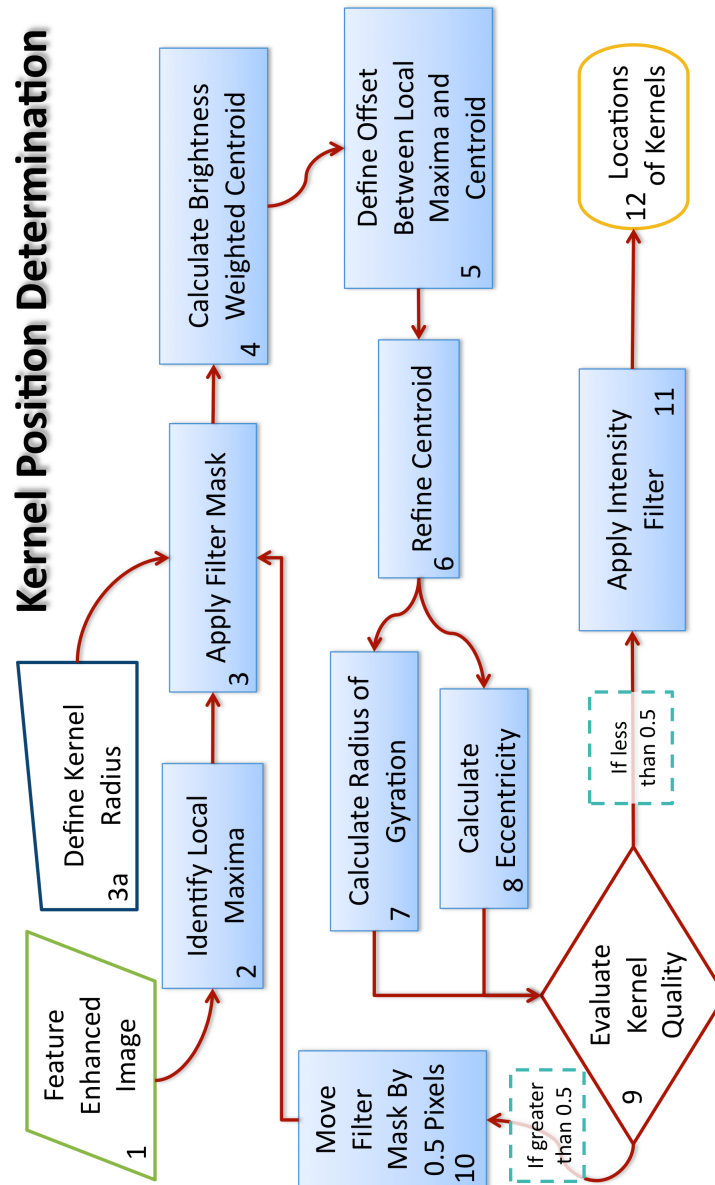 Kernel Position Determination
Feature
Enhanced
Image
1
Identify Local
Maxima
2
Define Kernel
Radius
3a
Apply Filter Mask
3
Calculate Brightness
Weighted Centroid
4
Define Offset
Between Local
Maxima and
Centroid
5
Refine Centroid
6
Calculate Radius of
Gyration
7
Calculate
Eccentricity
8
Evaluate
Kernel
Quality
9
If greater
than 0.5
Move
Filter
Mask By
0.5 Pixels
10
If less
than 0.5
Apply Intensity
Filter
11
Locations
of Kernels
12